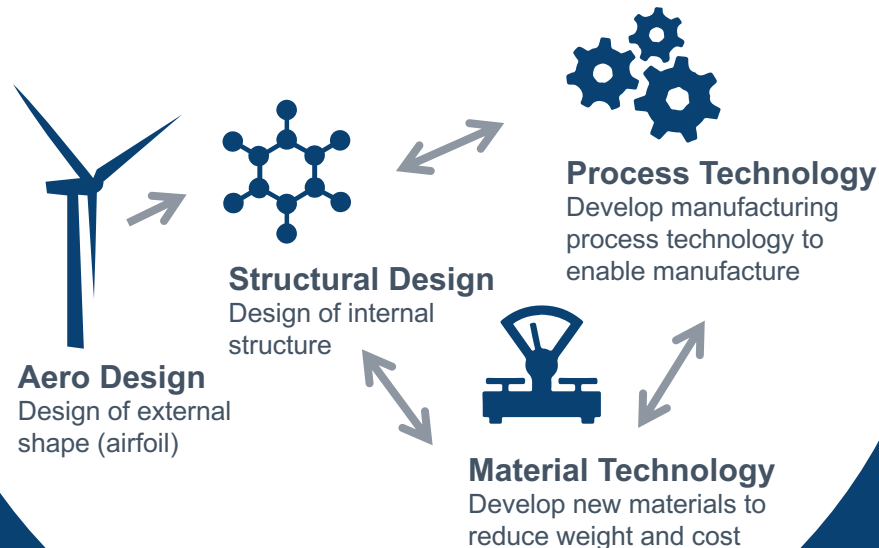 Process Technology
Develop manufacturing
process technology to
enable manufacture
Structural Design
Design of internal
structure
Aero Design
Design of external
shape (airfoil)
Material Technology
Develop new materials to
reduce weight and cost